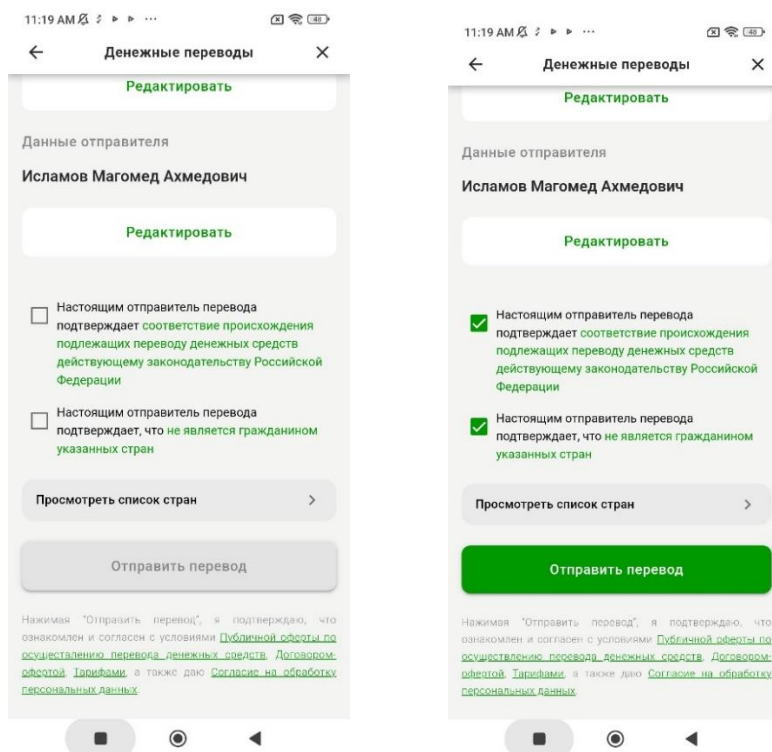 11:19 AM
48
Денежные переводы
Редактировать
Данные отправителя
Исламов Магомед Ахмедович
Редактировать
Настоящим отправитель перевода
подтверждает соответствие происхождения
подлежащих переводу денежных средств
действующему законодательству Российской
Федерации
Настоящим отправитель перевода
подтверждает, что не является гражданином
указанных стран
Просмотреть список стран
Отправить перевод
Нажимая "Отправить перевод", я подтверждаю, что
ознакомлен и согласен с условиями Публичной оферты по
осуществлению перевода денежных средств, Договором-
офертой, Тарифами, а также даю Согласие на обработку
персональных данных.
11:19 AM
48
Денежные переводы
Редактировать
Данные отправителя
Исламов Магомед Ахмедович
Редактировать
Настоящим отправитель перевода
подтверждает соответствие происхождения
подлежащих переводу денежных средств
действующему законодательству Российской
Федерации
Настоящим отправитель перевода
подтверждает, что не является гражданином
указанных стран
Просмотреть список стран
Отправить перевод
Нажимая "Отправить перевод", я подтверждаю, что
ознакомлен и согласен с условиями Публичной оферты по
осуществлению перевода денежных средств, Договором-
офертой, Тарифами, а также даю Согласие на обработку
персональных данных.